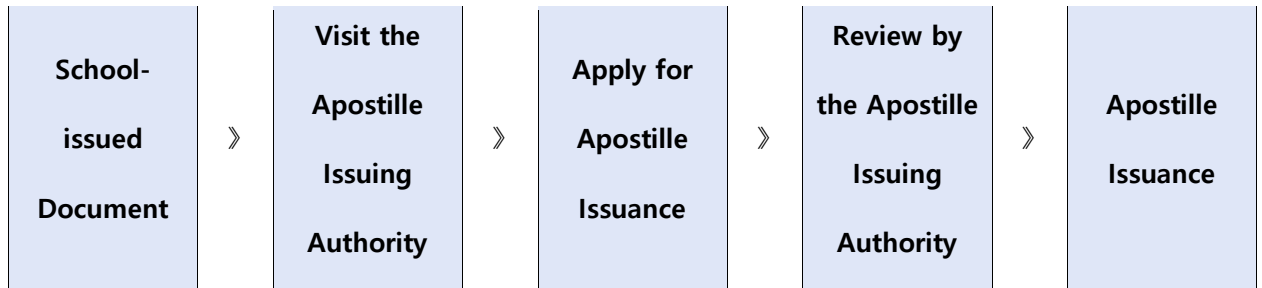 School-
issued
Document
》
Visit the
Apostille
Issuing
Authority
》
Apply for
Apostille
Issuance
》
Review by
the Apostille
Issuing
Authority
》
Apostille
Issuance